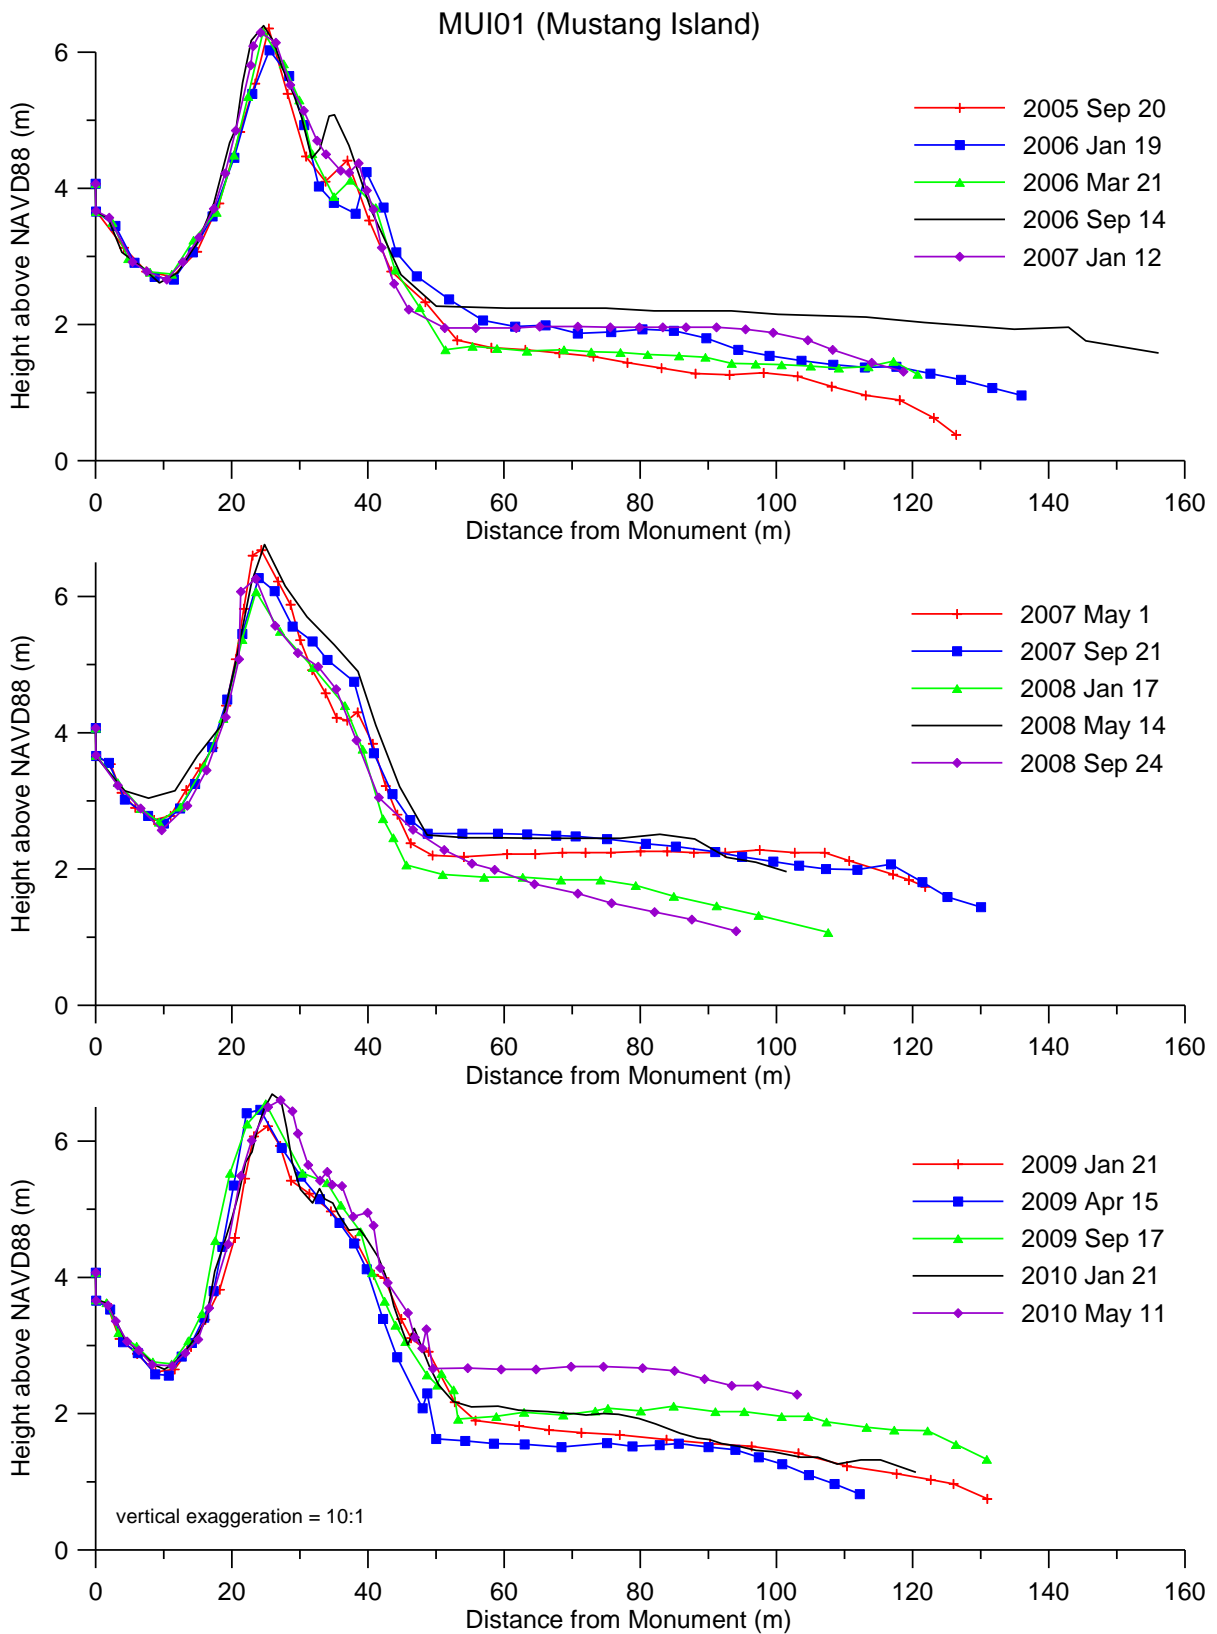 MUI01 (Mustang Island)
Height above NAVD88 (m)
6
4
2
0
2005 Sep 20
2006 Jan 19
2006 Mar 21
2006 Sep 14
2007 Jan 12
0 20 40 60 80 100 120 140 160
Distance from Monument (m)
Height above NAVD88 (m)
6
4
2
0
2007 May 1
2007 Sep 21
2008 Jan 17
2008 May 14
2008 Sep 24
0 20 40 60 80 100 120 140 160
Distance from Monument (m)
Height above NAVD88 (m)
6
4
2
0
2009 Jan 21
2009 Apr 15
2009 Sep 17
2010 Jan 21
2010 May 11
vertical exaggeration = 10:1
0 20 40 60 80 100 120 140 160
Distance from Monument (m)